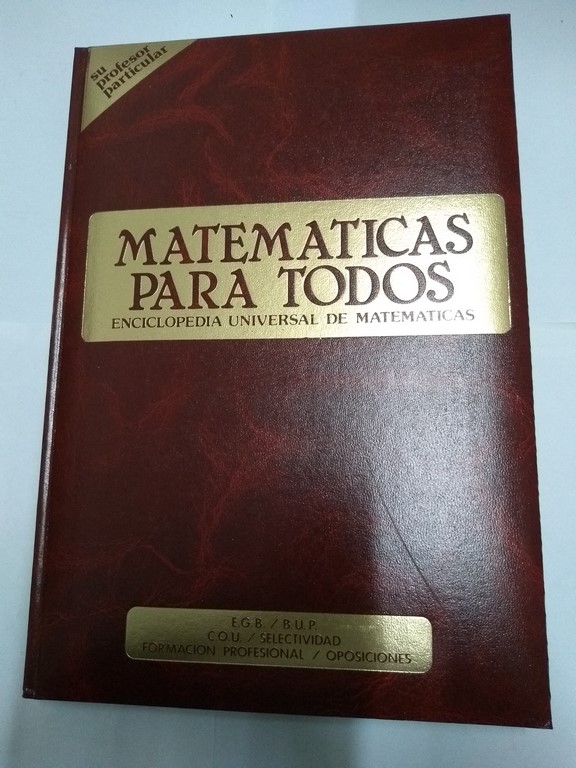 su
profesor
particular
MATEMATICAS
PARA TODOS
ENCICLOPEDIA UNIVERSAL DE MATEMATICAS
E.G.B. / B.U.P.
C.O.U. / SELECTIVIDAD
FORMACION PROFESIONAL / OPOSICIONES